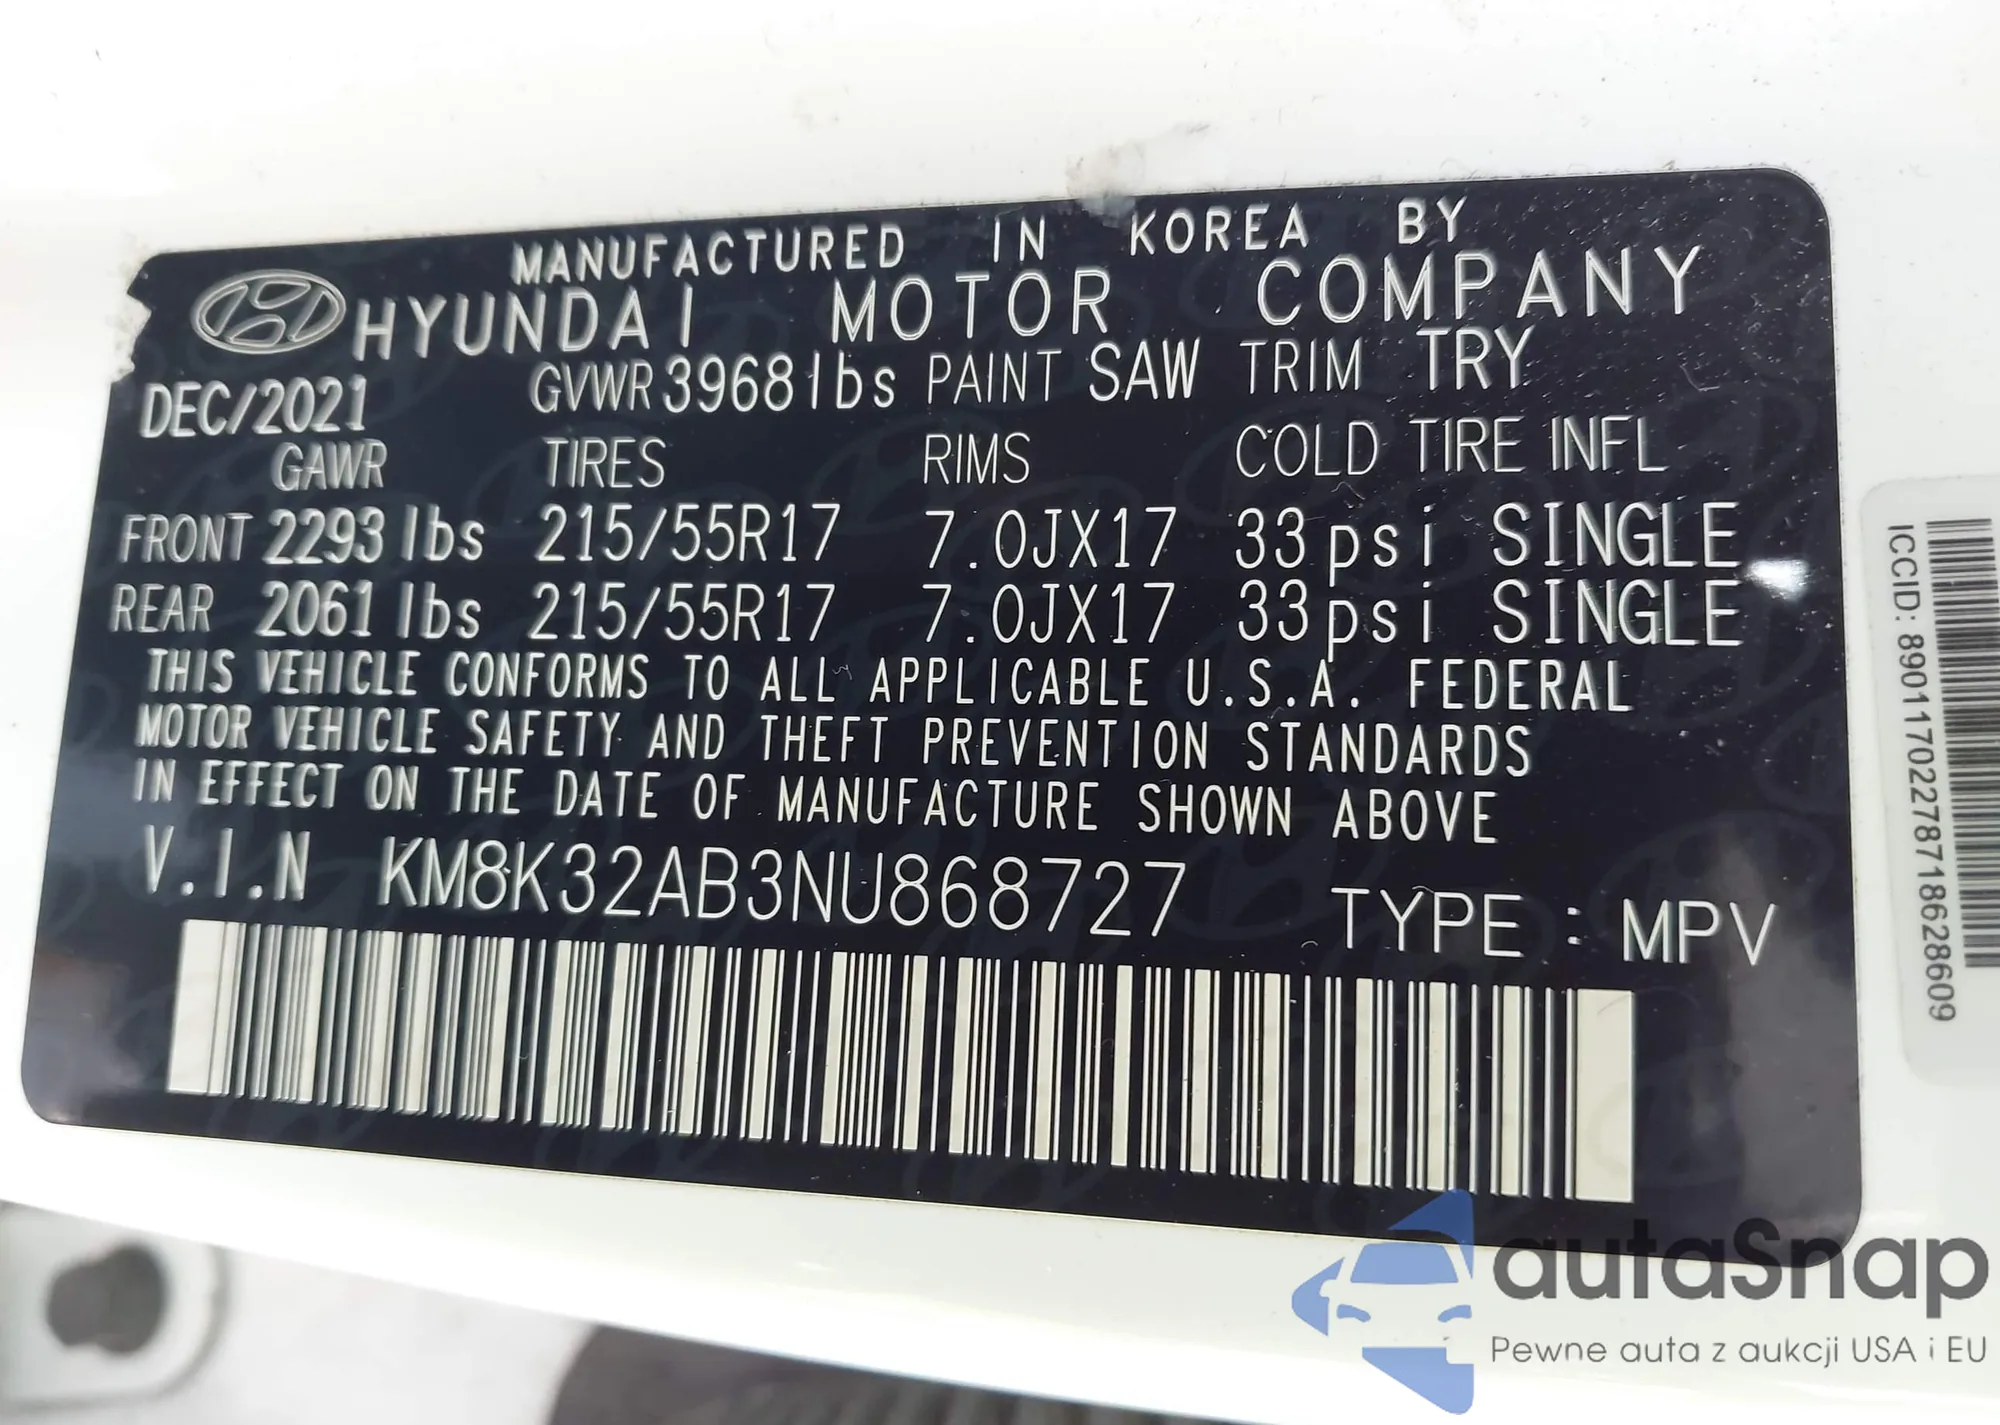 MANUFACTURED IN KOREA BY
HYUNDAI MOTOR COMPANY
DEC/2021 GVWR 3968 lbs PAINT SAW TRIM TRY
GAWR TIRES RIMS COLD TIRE INFL
FRONT 2293 lbs 215/55R17 7.0JX17 33 psi SINGLE
REAR 2061 lbs 215/55R17 7.0JX17 33 psi SINGLE
THIS VEHICLE CONFORMS TO ALL APPLICABLE U.S.A. FEDERAL
MOTOR VEHICLE SAFETY AND THEFT PREVENTION STANDARDS
IN EFFECT ON THE DATE OF MANUFACTURE SHOWN ABOVE
V.I.N KM8K32AB3NU868727 TYPE : MPV
ICCID: 89011702278718628609
autaSnap
Pewne auta z aukcji USA i EU